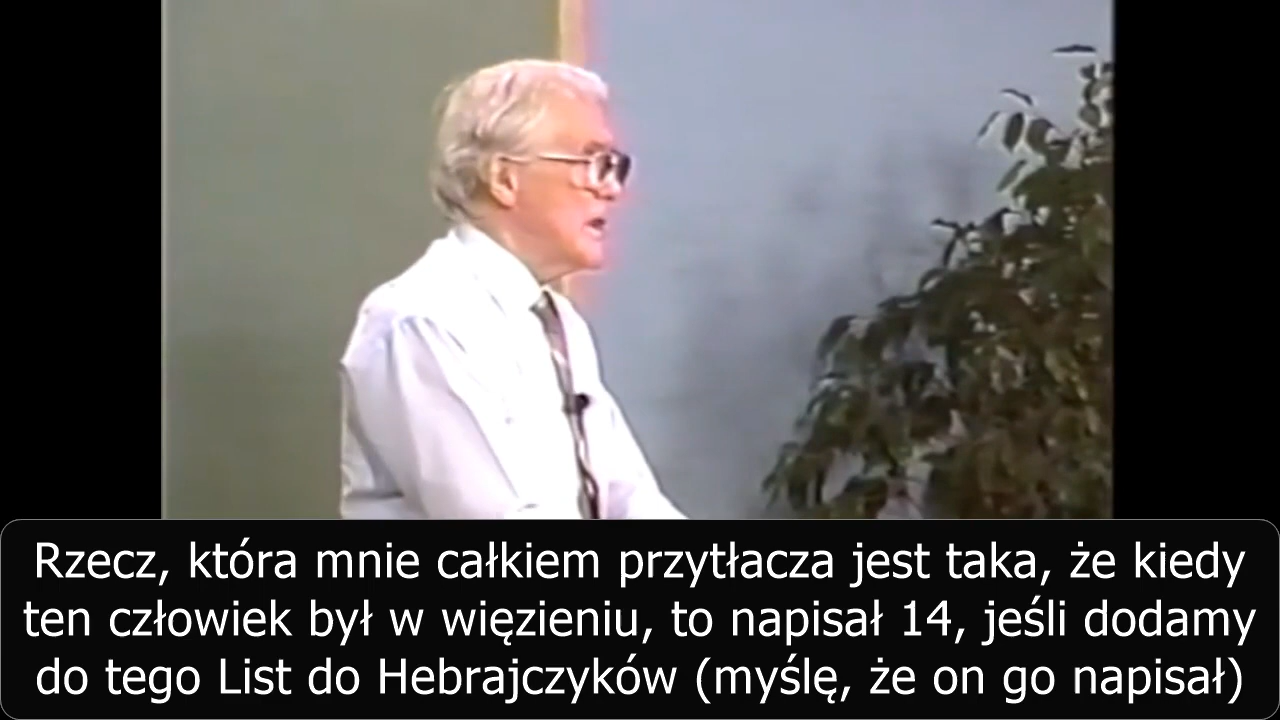 Rzecz, która mnie całkiem przytłacza jest taka, że kiedy
ten człowiek był w więzieniu, to napisał 14, jeśli dodamy
do tego List do Hebrajczyków (myślę, że on go napisał)